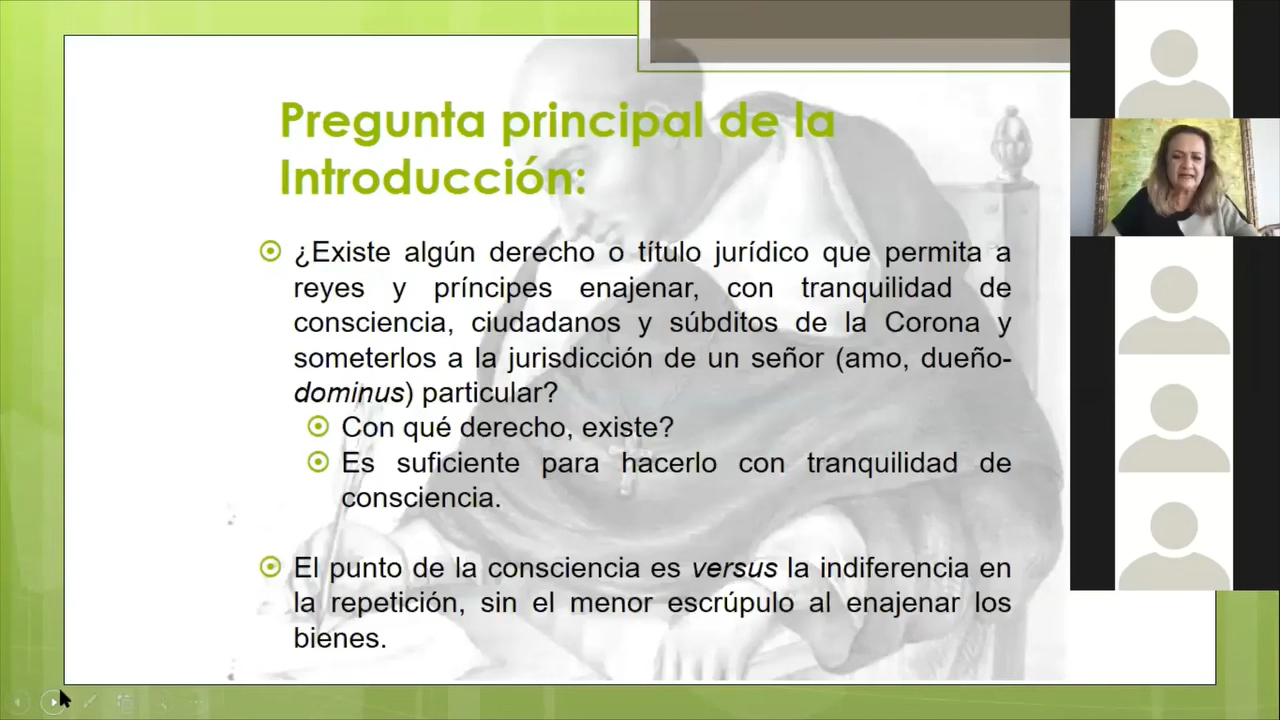 Pregunta principal de la
Introducción:
¿Existe algún derecho o título jurídico que permita a
reyes y príncipes enajenar, con tranquilidad de
consciencia, ciudadanos y súbditos de la Corona y
someterlos a la jurisdicción de un señor (amo, dueño-
dominus) particular?
Con qué derecho, existe?
Es suficiente para hacerlo con tranquilidad de
consciencia.
El punto de la consciencia es versus la indiferencia en
la repetición, sin el menor escrúpulo al enajenar los
bienes.